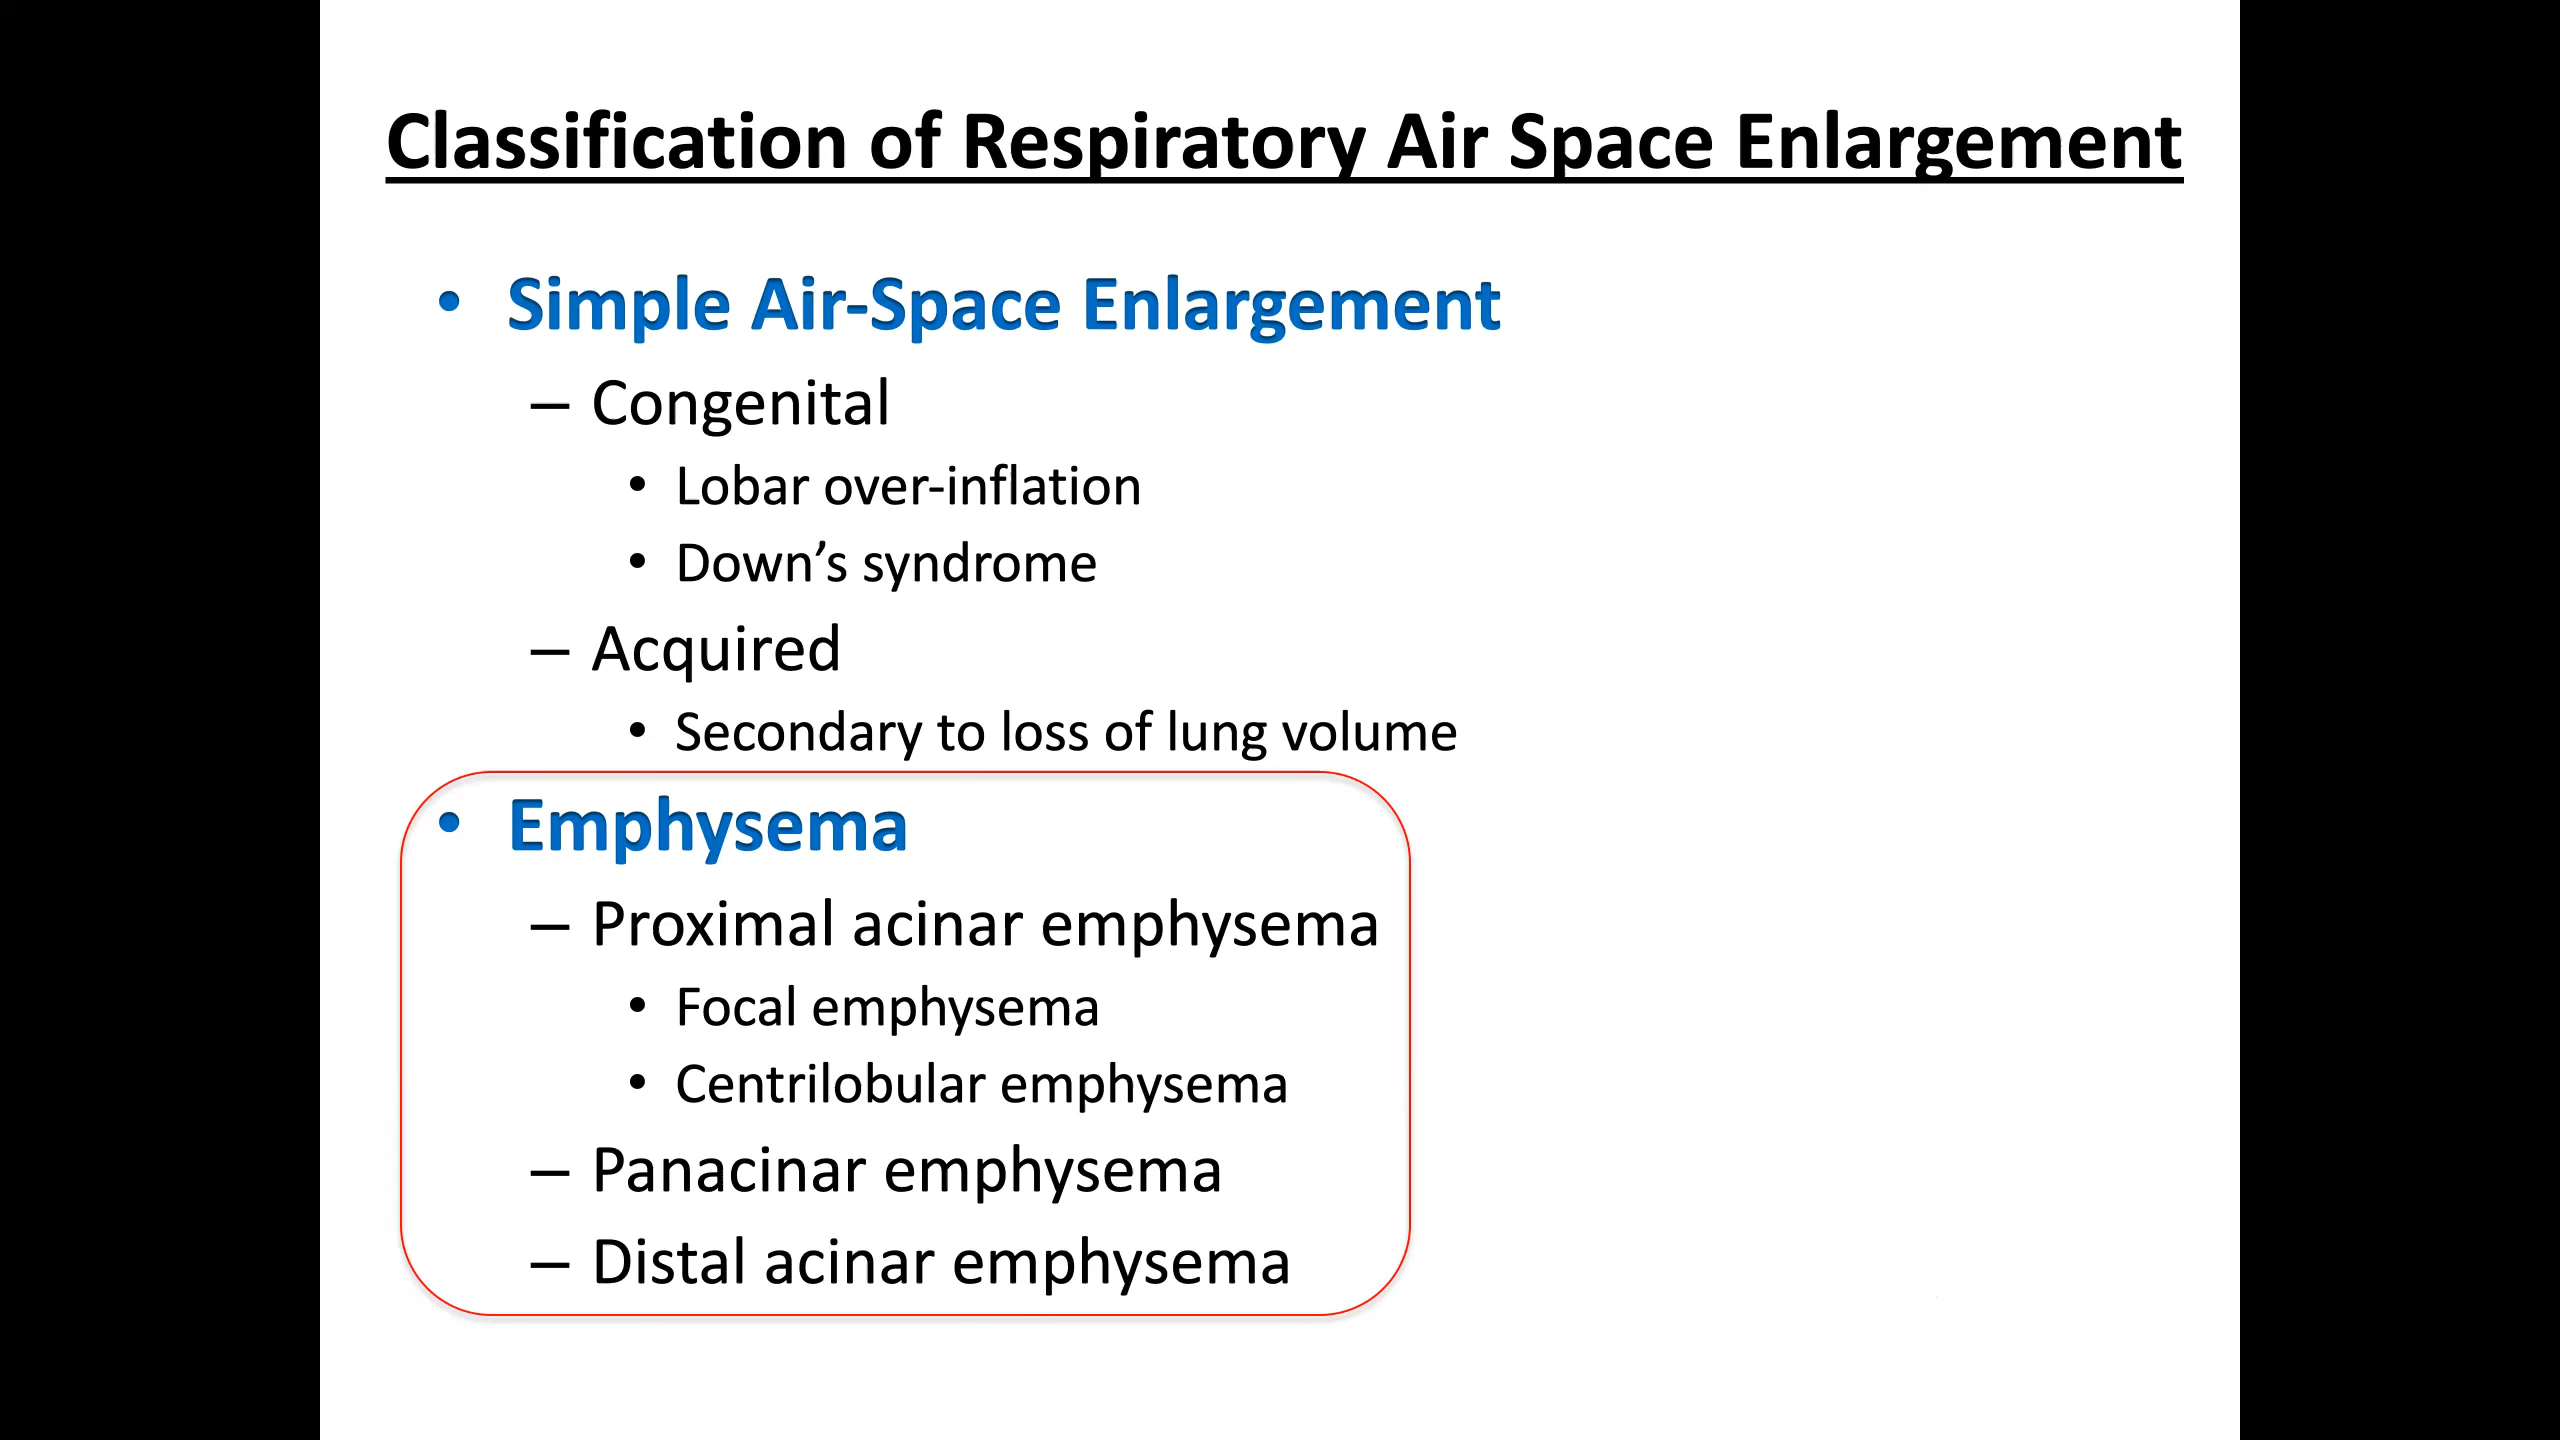 Classification of Respiratory Air Space Enlargement
• Simple Air-Space Enlargement
– Congenital
• Lobar over-inflation
• Down’s syndrome
– Acquired
• Secondary to loss of lung volume
• Emphysema
– Proximal acinar emphysema
• Focal emphysema
• Centrilobular emphysema
– Panacinar emphysema
– Distal acinar emphysema